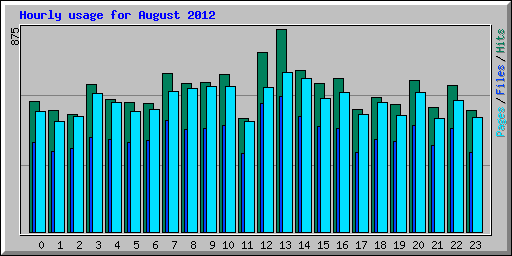 Hourly usage for August 2012
875
Pages/Files/Hits
0 1 2 3 4 5 6 7 8 9 10 11 12 13 14 15 16 17 18 19 20 21 22 23